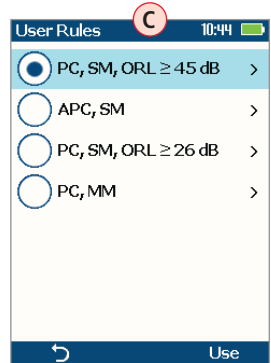 User Rules C 10:44
PC, SM, ORL ≥ 45 dB >
APC, SM >
PC, SM, ORL ≥ 26 dB >
PC, MM >
Use